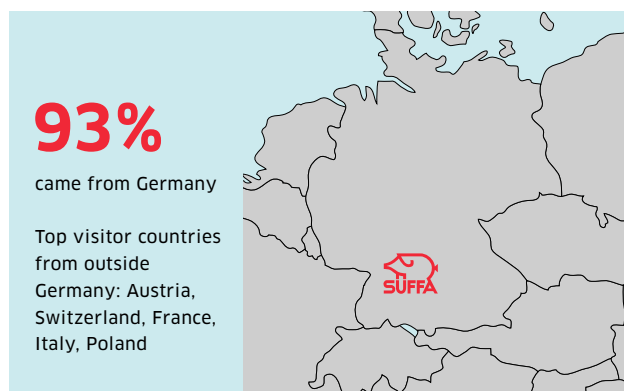 93%
came from Germany
Top visitor countries
from outside
Germany: Austria,
Switzerland, France,
Italy, Poland
SÜFFA